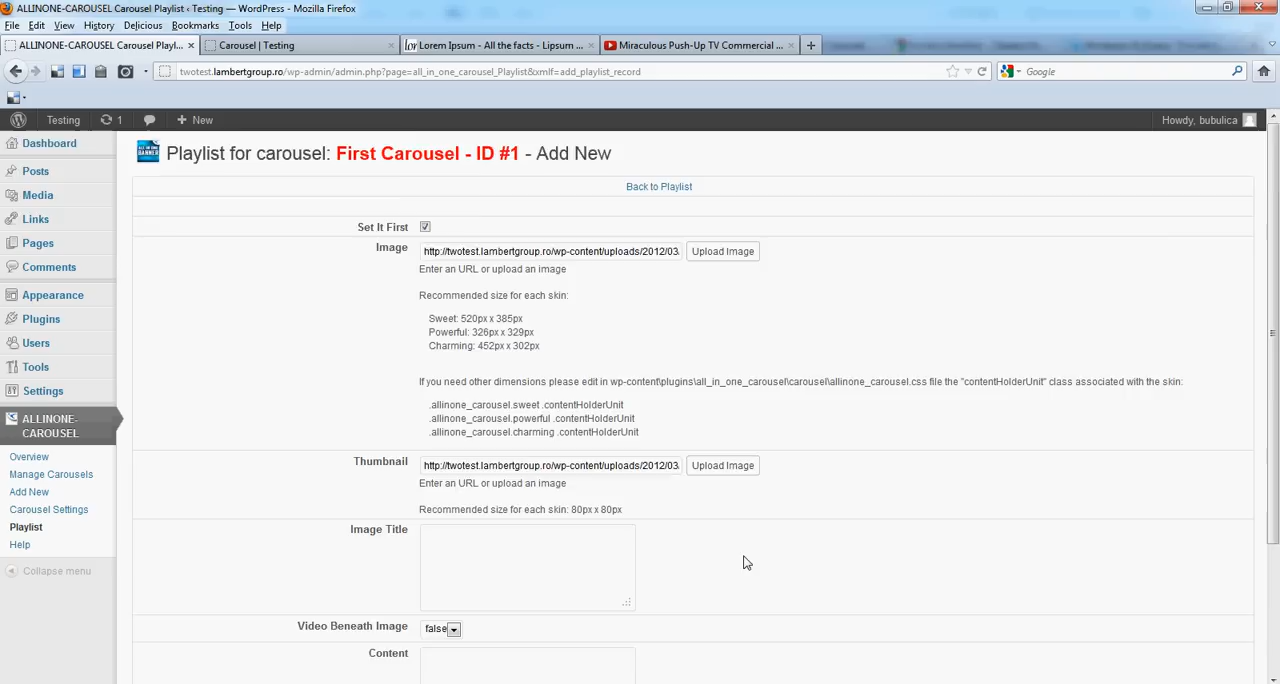 ALLINONE-CAROUSEL Carousel Playlist ‹ Testing — WordPress - Mozilla Firefox
File Edit View History Delicious Bookmarks Tools Help
ALLINONE-CAROUSEL Carousel Playl... × Carousel | Testing × Lorem Ipsum - All the facts - Lipsum ... × Miraculous Push-Up TV Commercial ... × +
twotest.lambertgroup.ro/wp-admin/admin.php?page=all_in_one_carousel_Playlist&xmlf=add_playlist_record
Google
Testing 1 + New Howdy, bubulica
Dashboard
Posts
Media
Links
Pages
Comments
Appearance
Plugins
Users
Tools
Settings
ALLINONE-
CAROUSEL
Overview
Manage Carousels
Add New
Carousel Settings
Playlist
Help
Collapse menu
Playlist for carousel: First Carousel - ID #1 - Add New
Back to Playlist
Set It First
Image http://twotest.lambertgroup.ro/wp-content/uploads/2012/03. Upload Image
Enter an URL or upload an image
Recommended size for each skin:
Sweet: 520px x 385px
Powerful: 326px x 329px
Charming: 452px x 302px
If you need other dimensions please edit in wp-content\plugins\all_in_one_carousel\carousel\allinone_carousel.css file the "contentHolderUnit" class associated with the skin:
.allinone_carousel.sweet .contentHolderUnit
.allinone_carousel.powerful .contentHolderUnit
.allinone_carousel.charming .contentHolderUnit
Thumbnail http://twotest.lambertgroup.ro/wp-content/uploads/2012/03. Upload Image
Enter an URL or upload an image
Recommended size for each skin: 80px x 80px
Image Title
Video Beneath Image false
Content